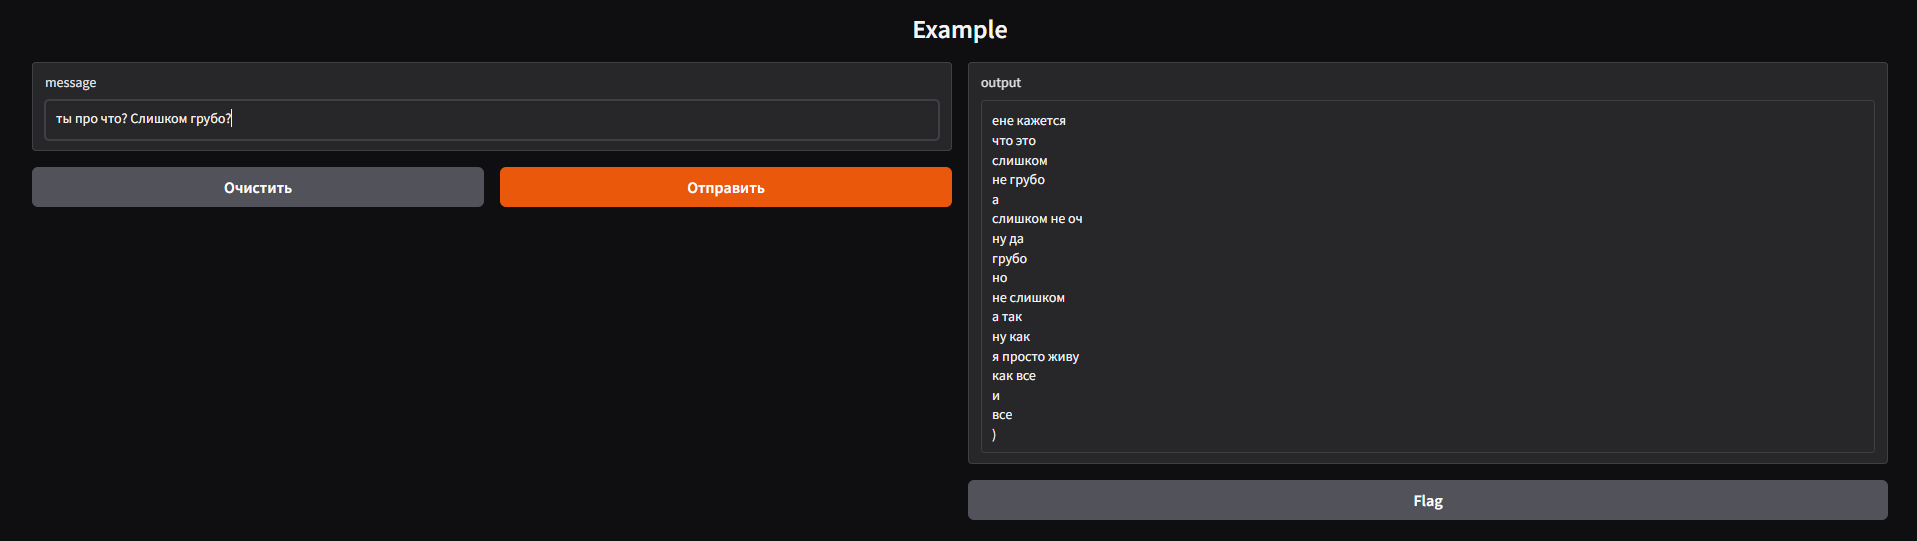 Example
message
ты про что? Слишком грубо?
Очистить
Отправить
output
ене кажется
что это
слишком
не грубо
а
слишком не оч
ну да
грубо
но
не слишком
а так
ну как
я просто живу
как все
и
все
)
Flag